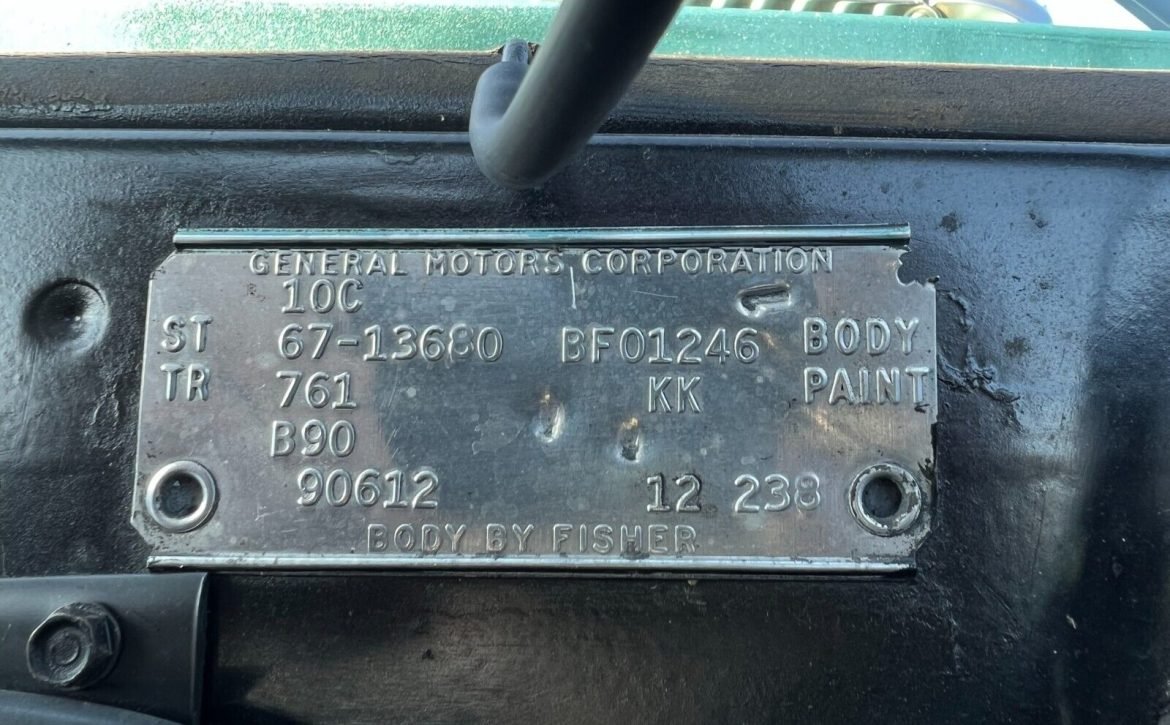 GENERAL MOTORS CORPORATION
10C 1
ST 67-13680 BF01246 BODY
TR 761 KK PAINT
B90
90612 12 238
BODY BY FISHER